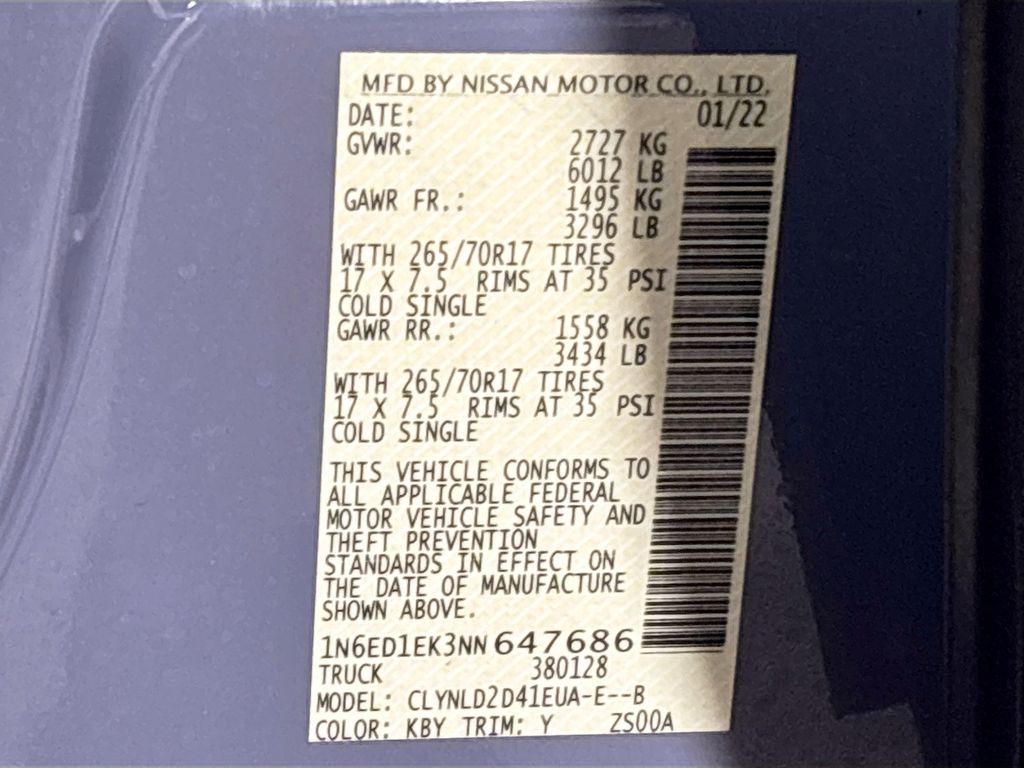 MFD BY NISSAN MOTOR CO., LTD.
DATE: 01/22
GVWR: 2727 KG
6012 LB
GAWR FR.: 1495 KG
3296 LB
WITH 265/70R17 TIRES
17 X 7.5 RIMS AT 35 PSI
COLD SINGLE
GAWR RR.: 1558 KG
3434 LB
WITH 265/70R17 TIRES
17 X 7.5 RIMS AT 35 PSI
COLD SINGLE
THIS VEHICLE CONFORMS TO
ALL APPLICABLE FEDERAL
MOTOR VEHICLE SAFETY AND
THEFT PREVENTION
STANDARDS IN EFFECT ON
THE DATE OF MANUFACTURE
SHOWN ABOVE.
1N6ED1EK3NN647686
TRUCK 380128
MODEL: CLYNLD2D41EUA-E--B
COLOR: KBY TRIM: Y ZS00A